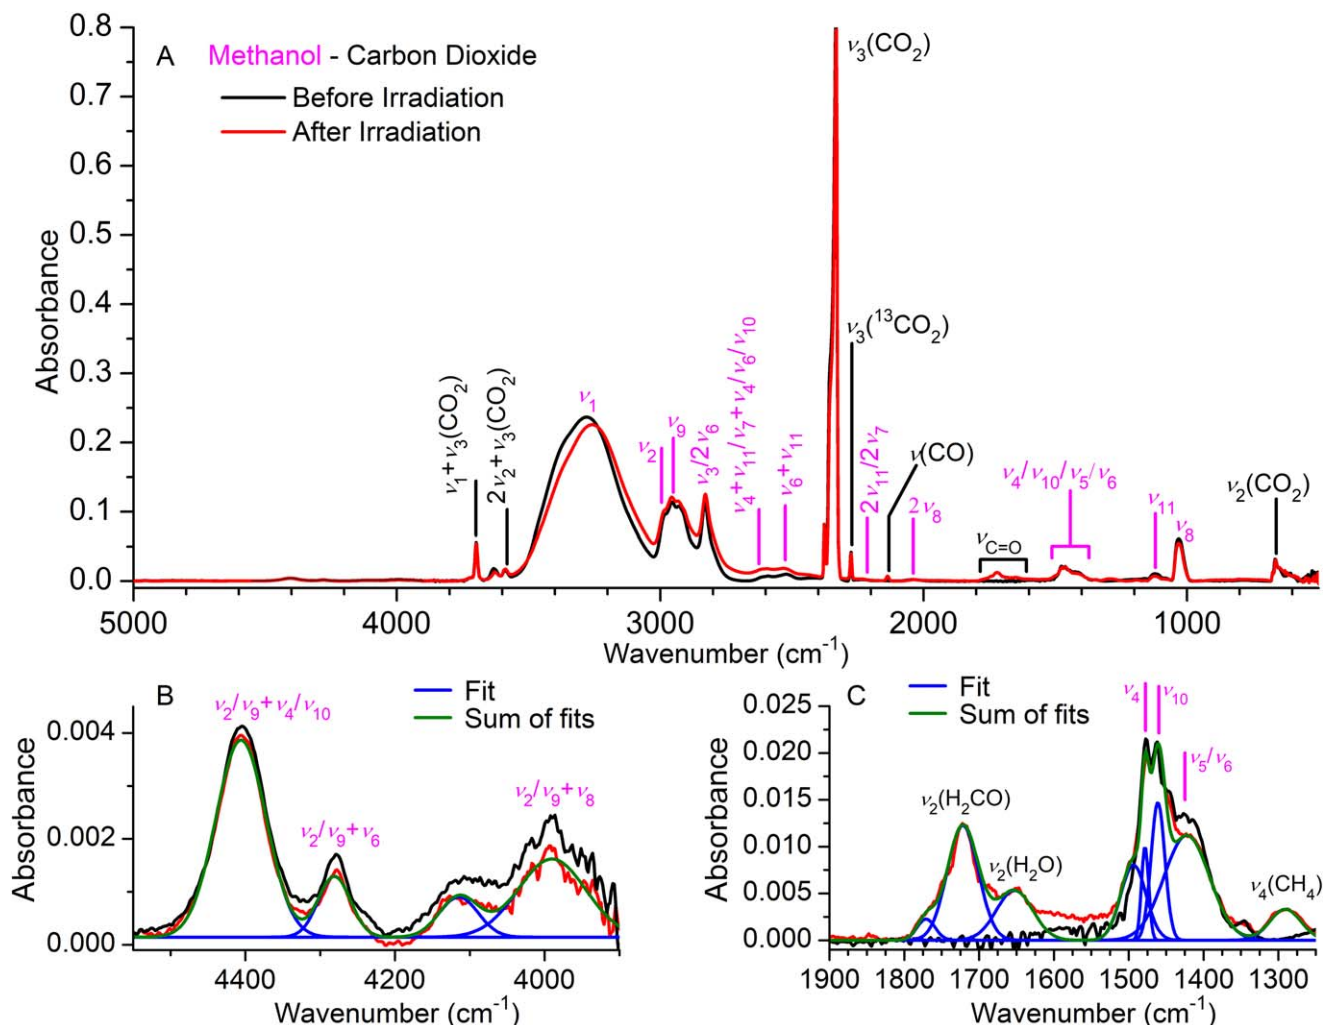 A Methanol - Carbon Dioxide
Before Irradiation
After Irradiation
Absorbance
0.8
0.7
0.6
0.5
0.4
0.3
0.2
0.1
0.0
ν₁+ν₃(CO₂)
2ν₂+ν₃(CO₂)
ν₁
ν₂
ν₉
ν₃/2ν₆
ν₄+ν₁₁/ν₇+ν₄/ν₆/ν₁₀
ν₆+ν₁₁
ν₃(CO₂)
ν₃(¹³CO₂)
2ν₁₁/2ν₇
ν(CO)
2ν₈
ν_C=O
ν₄/ν₁₀/ν₅/ν₆
ν₁₁
ν₈
ν₂(CO₂)
5000 4000 3000 2000 1000
Wavenumber (cm⁻¹)
B
Fit
Sum of fits
ν₂/ν₉+ν₄/ν₁₀
ν₂/ν₉+ν₆
ν₂/ν₉+ν₈
Absorbance
0.004
0.002
0.000
4400 4200 4000
Wavenumber (cm⁻¹)
C
Fit
Sum of fits
ν₄
ν₁₀
ν₅/ν₆
ν₂(H₂CO)
ν₂(H₂O)
ν₄(CH₄)
Absorbance
0.025
0.020
0.015
0.010
0.005
0.000
1900 1800 1700 1600 1500 1400 1300
Wavenumber (cm⁻¹)